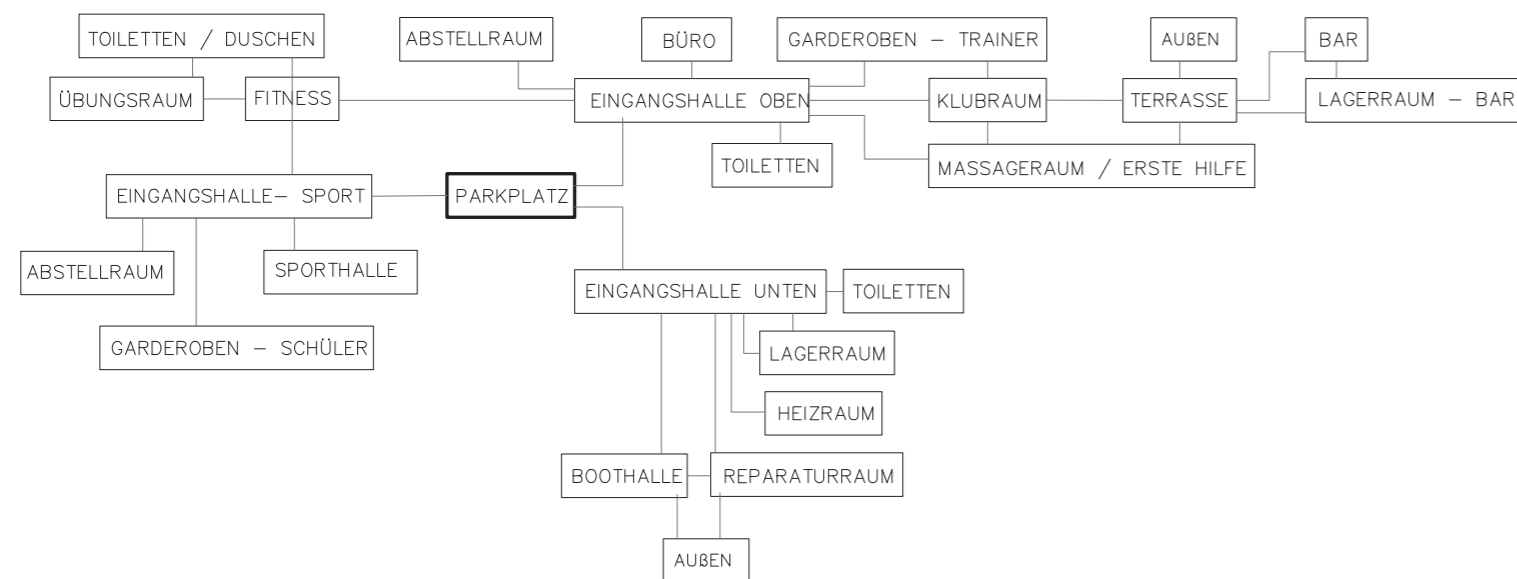 TOILETTEN / DUSCHEN
ABSTELLRAUM
BÜRO
GARDEROBEN – TRAINER
AUßEN
BAR
ÜBUNGSRAUM
FITNESS
EINGANGSHALLE OBEN
KLUBRAUM
TERRASSE
LAGERRAUM – BAR
TOILETTEN
MASSAGERAUM / ERSTE HILFE
EINGANGSHALLE– SPORT
PARKPLATZ
ABSTELLRAUM
SPORTHALLE
EINGANGSHALLE UNTEN
TOILETTEN
GARDEROBEN – SCHÜLER
LAGERRAUM
HEIZRAUM
BOOTHALLE
REPARATURRAUM
AUßEN